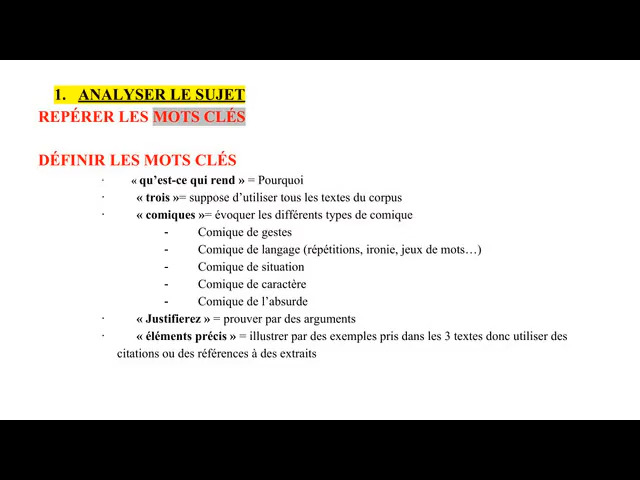 1. ANALYSER LE SUJET
REPÉRER LES MOTS CLÉS
DÉFINIR LES MOTS CLÉS
· « qu’est-ce qui rend » = Pourquoi
· « trois »= suppose d’utiliser tous les textes du corpus
· « comiques »= évoquer les différents types de comique
- Comique de gestes
- Comique de langage (répétitions, ironie, jeux de mots…)
- Comique de situation
- Comique de caractère
- Comique de l’absurde
· « Justifierez » = prouver par des arguments
· « éléments précis » = illustrer par des exemples pris dans les 3 textes donc utiliser des
citations ou des références à des extraits